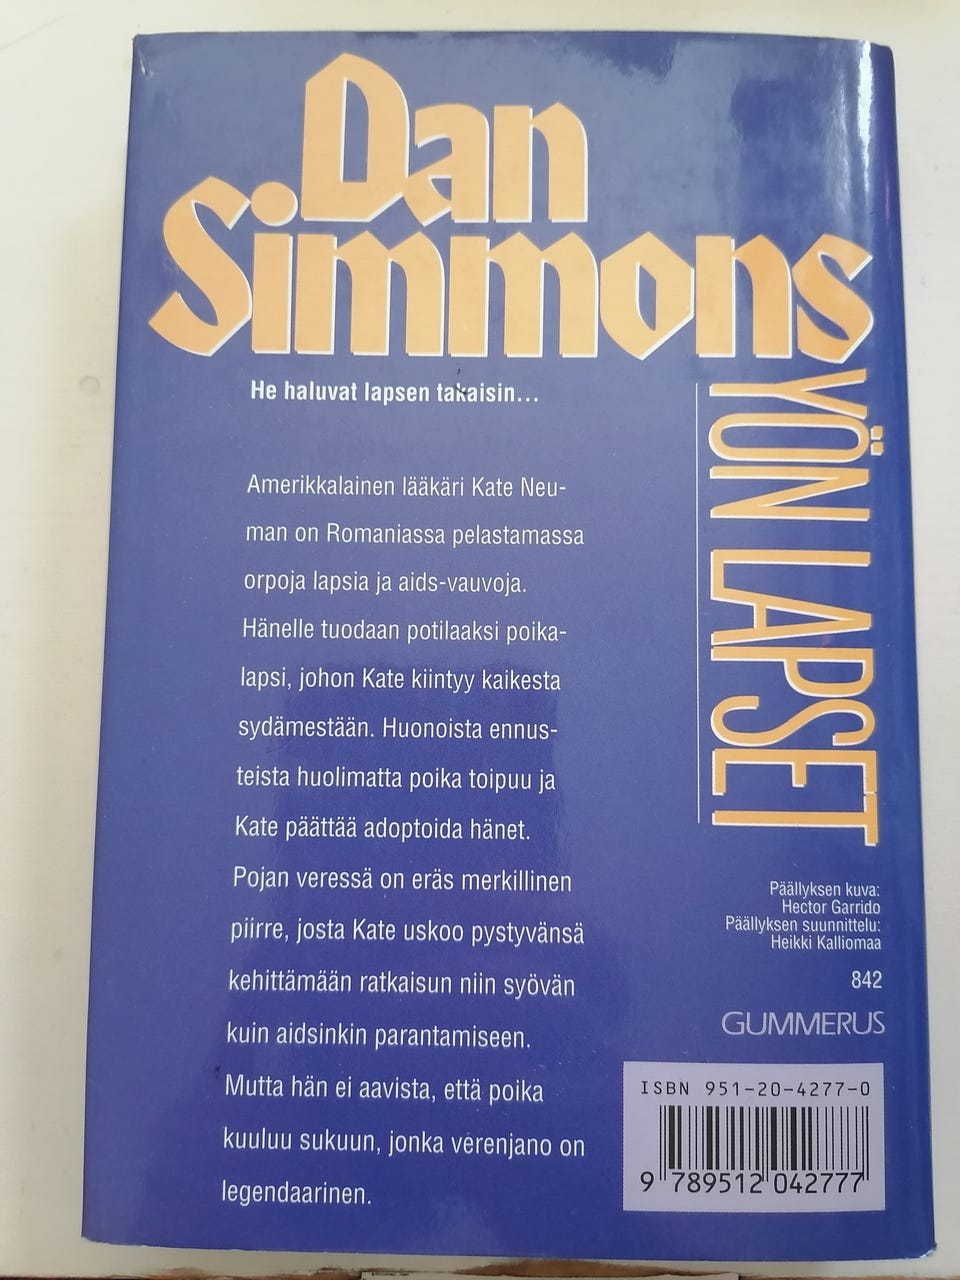 Dan
Simmons
YÖN LAPSET
He haluvat lapsen takaisin...
Amerikkalainen lääkäri Kate Neu-
man on Romaniassa pelastamassa
orpoja lapsia ja aids-vauvoja.
Hänelle tuodaan potilaaksi poika-
lapsi, johon Kate kiintyy kaikesta
sydämestään. Huonoista ennus-
teista huolimatta poika toipuu ja
Kate päättää adoptoida hänet.
Pojan veressä on eräs merkillinen
piirre, josta Kate uskoo pystyvänsä
kehittämään ratkaisun niin syövän
kuin aidsinkin parantamiseen.
Mutta hän ei aavista, että poika
kuuluu sukuun, jonka verenjano on
legendaarinen.
Päällyksen kuva:
Hector Garrido
Päällyksen suunnittelu:
Heikki Kalliomaa
842
GUMMERUS
ISBN 951-20-4277-0
9 789512 042777